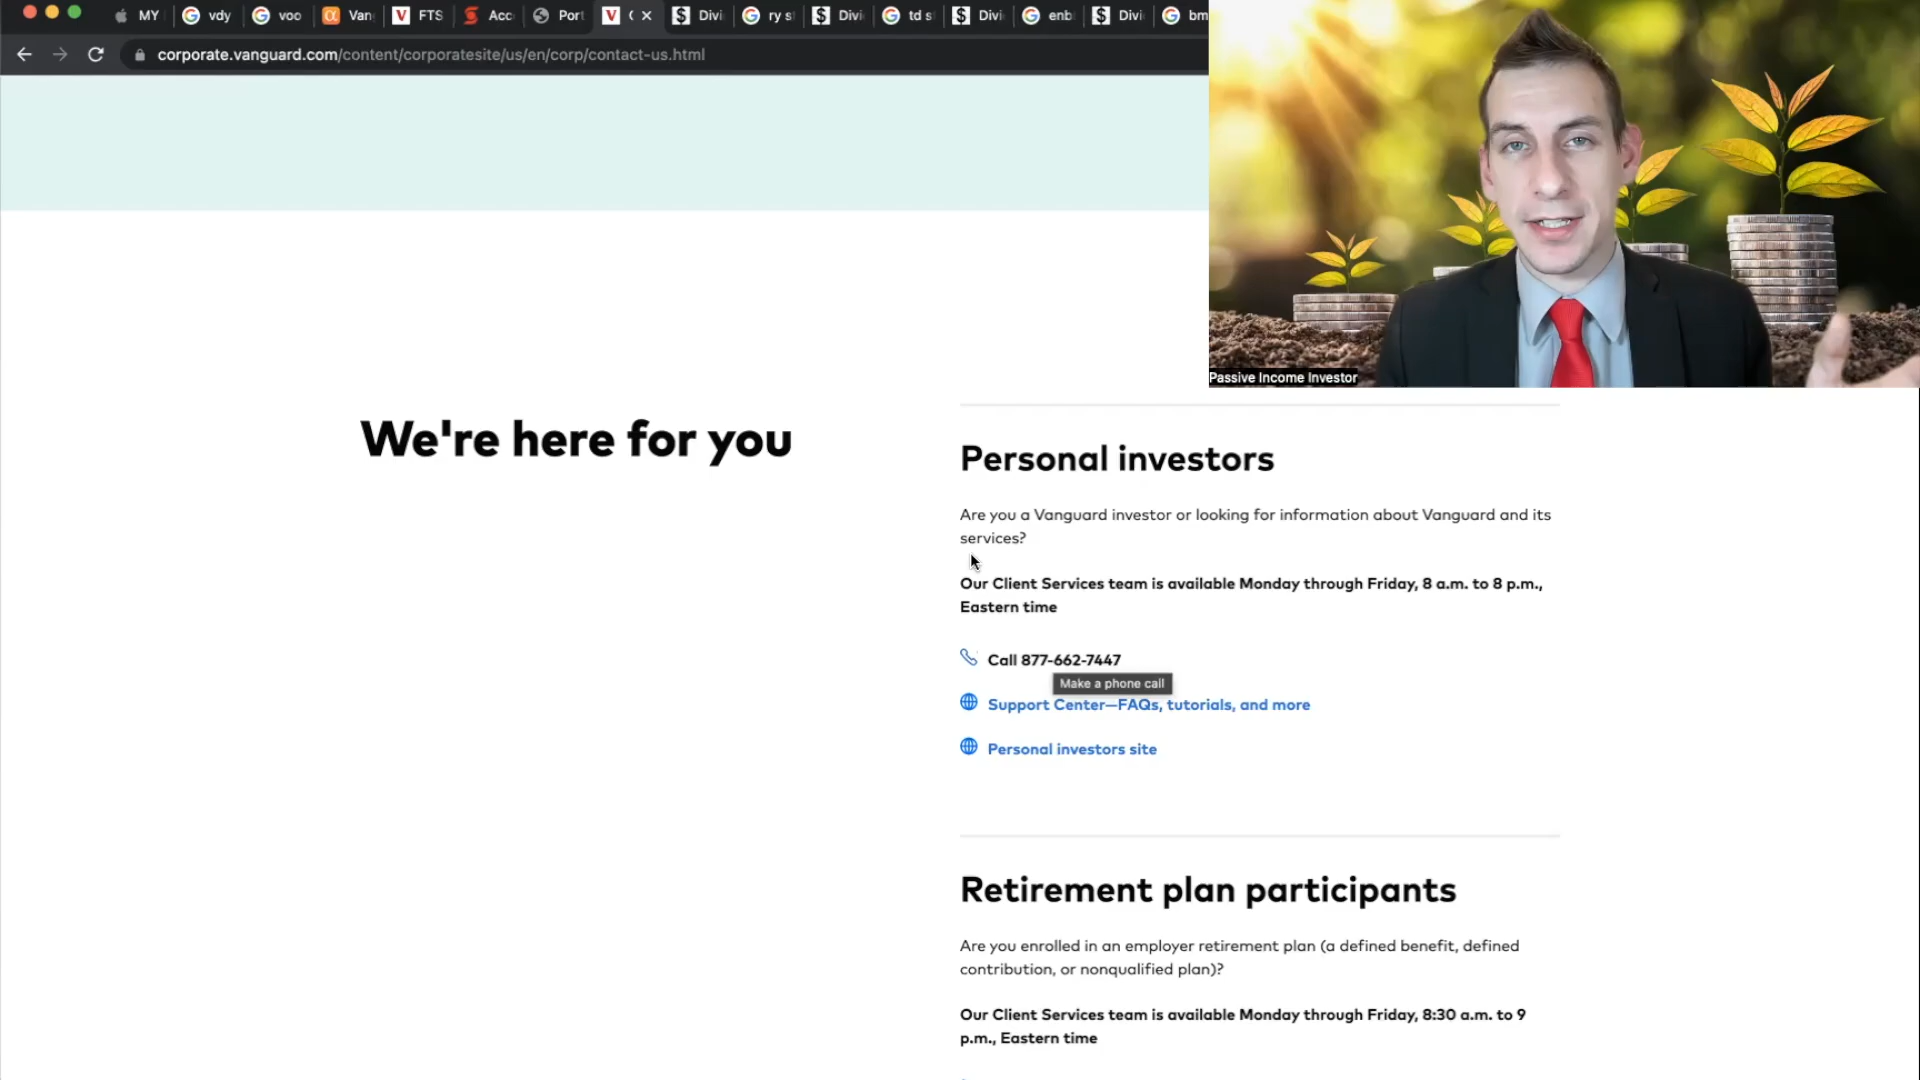 MY
vdy
voo
Van
FTS
Acc
Port
Divi
ry s
Divi
td s
Divi
enb
Divi
bm
corporate.vanguard.com/content/corporatesite/us/en/corp/contact-us.html
Passive Income Investor
We're here for you
Personal investors
Are you a Vanguard investor or looking for information about Vanguard and its
services?
Our Client Services team is available Monday through Friday, 8 a.m. to 8 p.m.,
Eastern time
Call 877-662-7447
Make a phone call
Support Center—FAQs, tutorials, and more
Personal investors site
Retirement plan participants
Are you enrolled in an employer retirement plan (a defined benefit, defined
contribution, or nonqualified plan)?
Our Client Services team is available Monday through Friday, 8:30 a.m. to 9
p.m., Eastern time